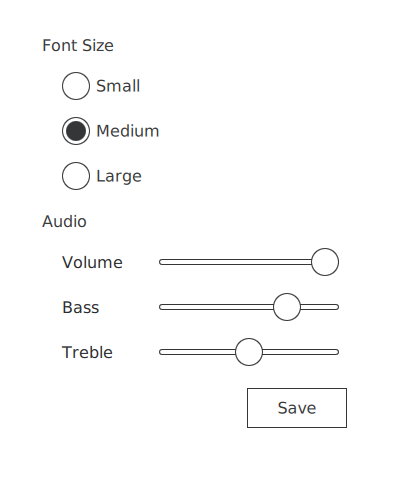 Font Size
Small
Medium
Large
Audio
Volume
Bass
Treble
Save